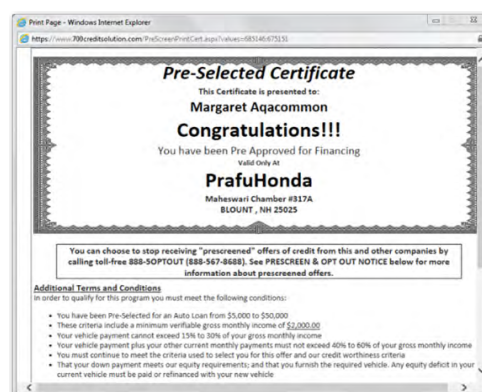 Print Page - Windows Internet Explorer
https://www.700creditsolution.com/PreScreenPrintCert.aspx?values=685146:675151
Pre-Selected Certificate
This Certificate is presented to:
Margaret Aqacommon
Congratulations!!!
You have been Pre Approved for Financing
Valid Only At
PrafuHonda
Maheswari Chamber #317A
BLOUNT , NH 25025
You can choose to stop receiving "prescreened" offers of credit from this and other companies by
calling toll-free 888-5OPTOUT (888-567-8688). See PRESCREEN & OPT OUT NOTICE below for more
information about prescreened offers.
Additional Terms and Conditions
In order to qualify for this program you must meet the following conditions:
• You have been Pre-Selected for an Auto Loan from $5,000 to $50,000
• These criteria include a minimum verifiable gross monthly income of $2,000.00
• Your vehicle payment cannot exceed 15% to 30% of your gross monthly income
• Your vehicle payment plus your other current monthly payments must not exceed 40% to 60% of your gross monthly income
• You must continue to meet the criteria used to select you for this offer and our credit worthiness criteria
• That your down payment meets our equity requirements; and that you furnish the required vehicle. Any equity deficit in your
current vehicle must be paid or refinanced with your new vehicle